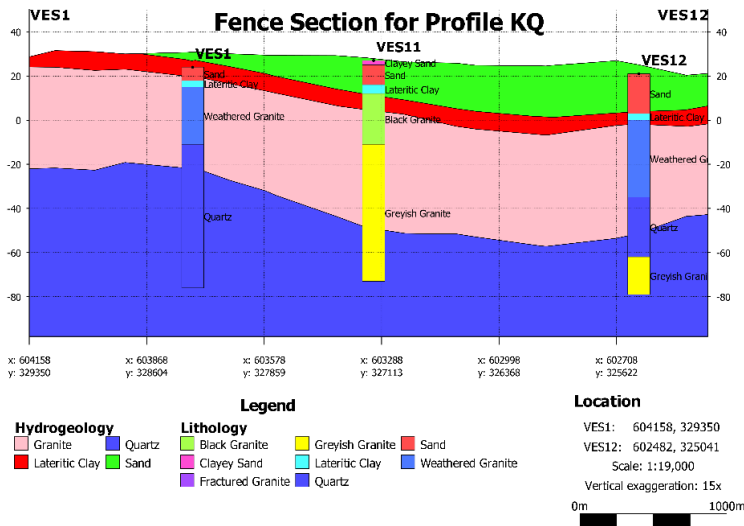 VES1
Fence Section for Profile KQ
VES12
40
20
0
-20
-40
-60
-80
40
20
0
-20
-40
-60
-80
VES1
Sand
Lateritic Clay
Weathered Granite
Quartz
VES11
Clayey Sand
Sand
Lateritic Clay
Black Granite
Greyish Granite
VES12
Sand
Lateritic Clay
Weathered G
Quartz
Greyish Grani
x: 604158 x: 603868 x: 603578 x: 603288 x: 602998 x: 602708
y: 329350 y: 328604 y: 327859 y: 327113 y: 326368 y: 325622
Legend
Hydrogeology
Granite Quartz
Lateritic Clay Sand
Lithology
Black Granite Greyish Granite Sand
Clayey Sand Lateritic Clay Weathered Granite
Fractured Granite Quartz
Location
VES1: 604158, 329350
VES12: 602482, 325041
Scale: 1:19,000
Vertical exaggeration: 15x
0m 1000m